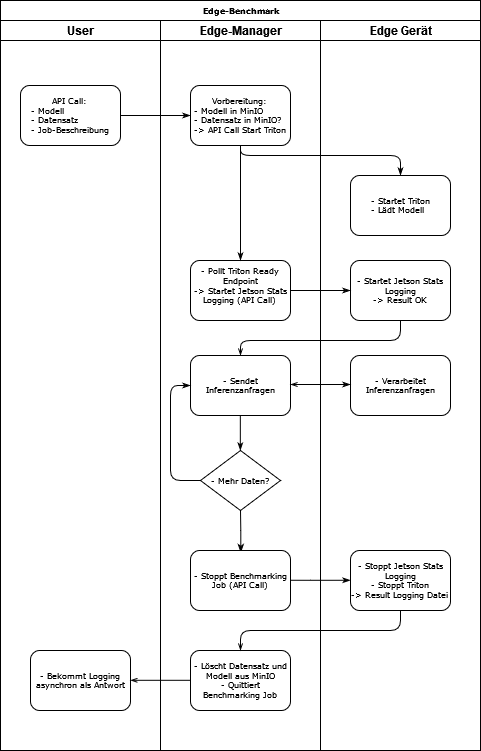 Edge-Benchmark
User
Edge-Manager
Edge Gerät
API Call:
- Modell
- Datensatz
- Job-Beschreibung
Vorbereitung:
- Modell in MinIO
- Datensatz in MinIO?
-> API Call Start Triton
- Startet Triton
- Lädt Modell
- Pollt Triton Ready
Endpoint
-> Startet Jetson Stats
Logging (API Call)
- Startet Jetson Stats
Logging
-> Result OK
- Sendet
Inferenzanfragen
- Verarbeitet
Inferenzanfragen
- Mehr Daten?
- Stoppt Benchmarking
Job (API Call)
- Stoppt Jetson Stats
Logging
- Stoppt Triton
-> Result Logging Datei
- Bekommt Logging
asynchron als Antwort
- Löscht Datensatz und
Modell aus MinIO
- Quittiert
Benchmarking Job